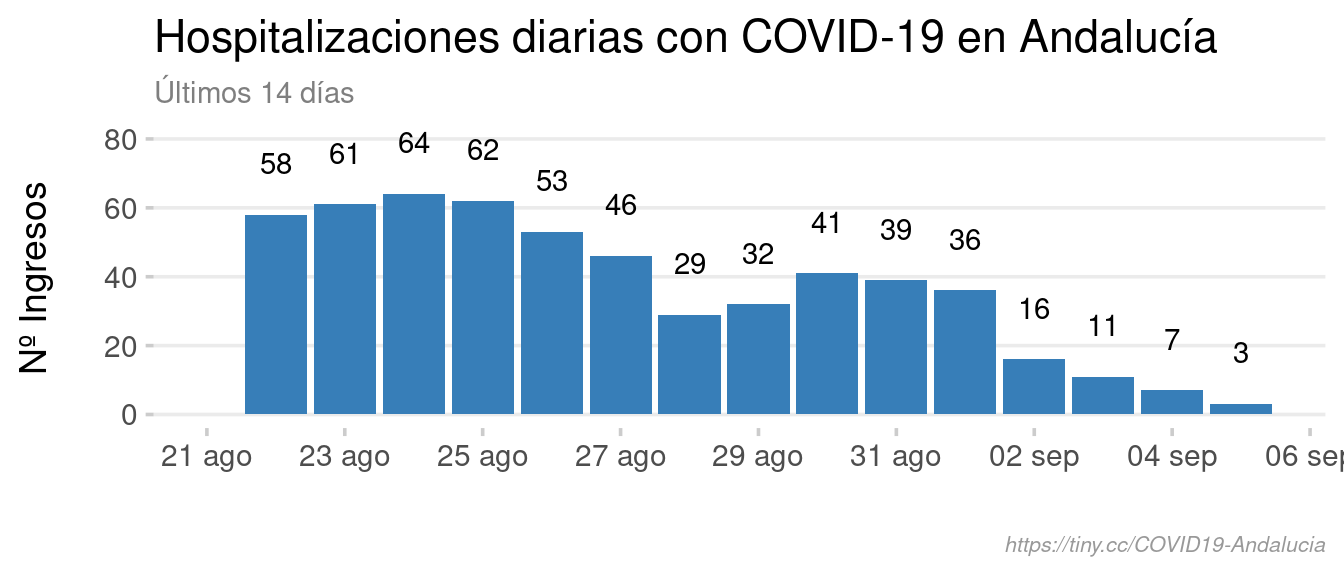 Hospitalizaciones diarias con COVID-19 en Andalucía
Últimos 14 días
Nº Ingresos
80
60
40
20
0
58 61 64 62 53 46 29 32 41 39 36 16 11 7 3
21 ago 23 ago 25 ago 27 ago 29 ago 31 ago 02 sep 04 sep 06 sep
https://tiny.cc/COVID19-Andalucia